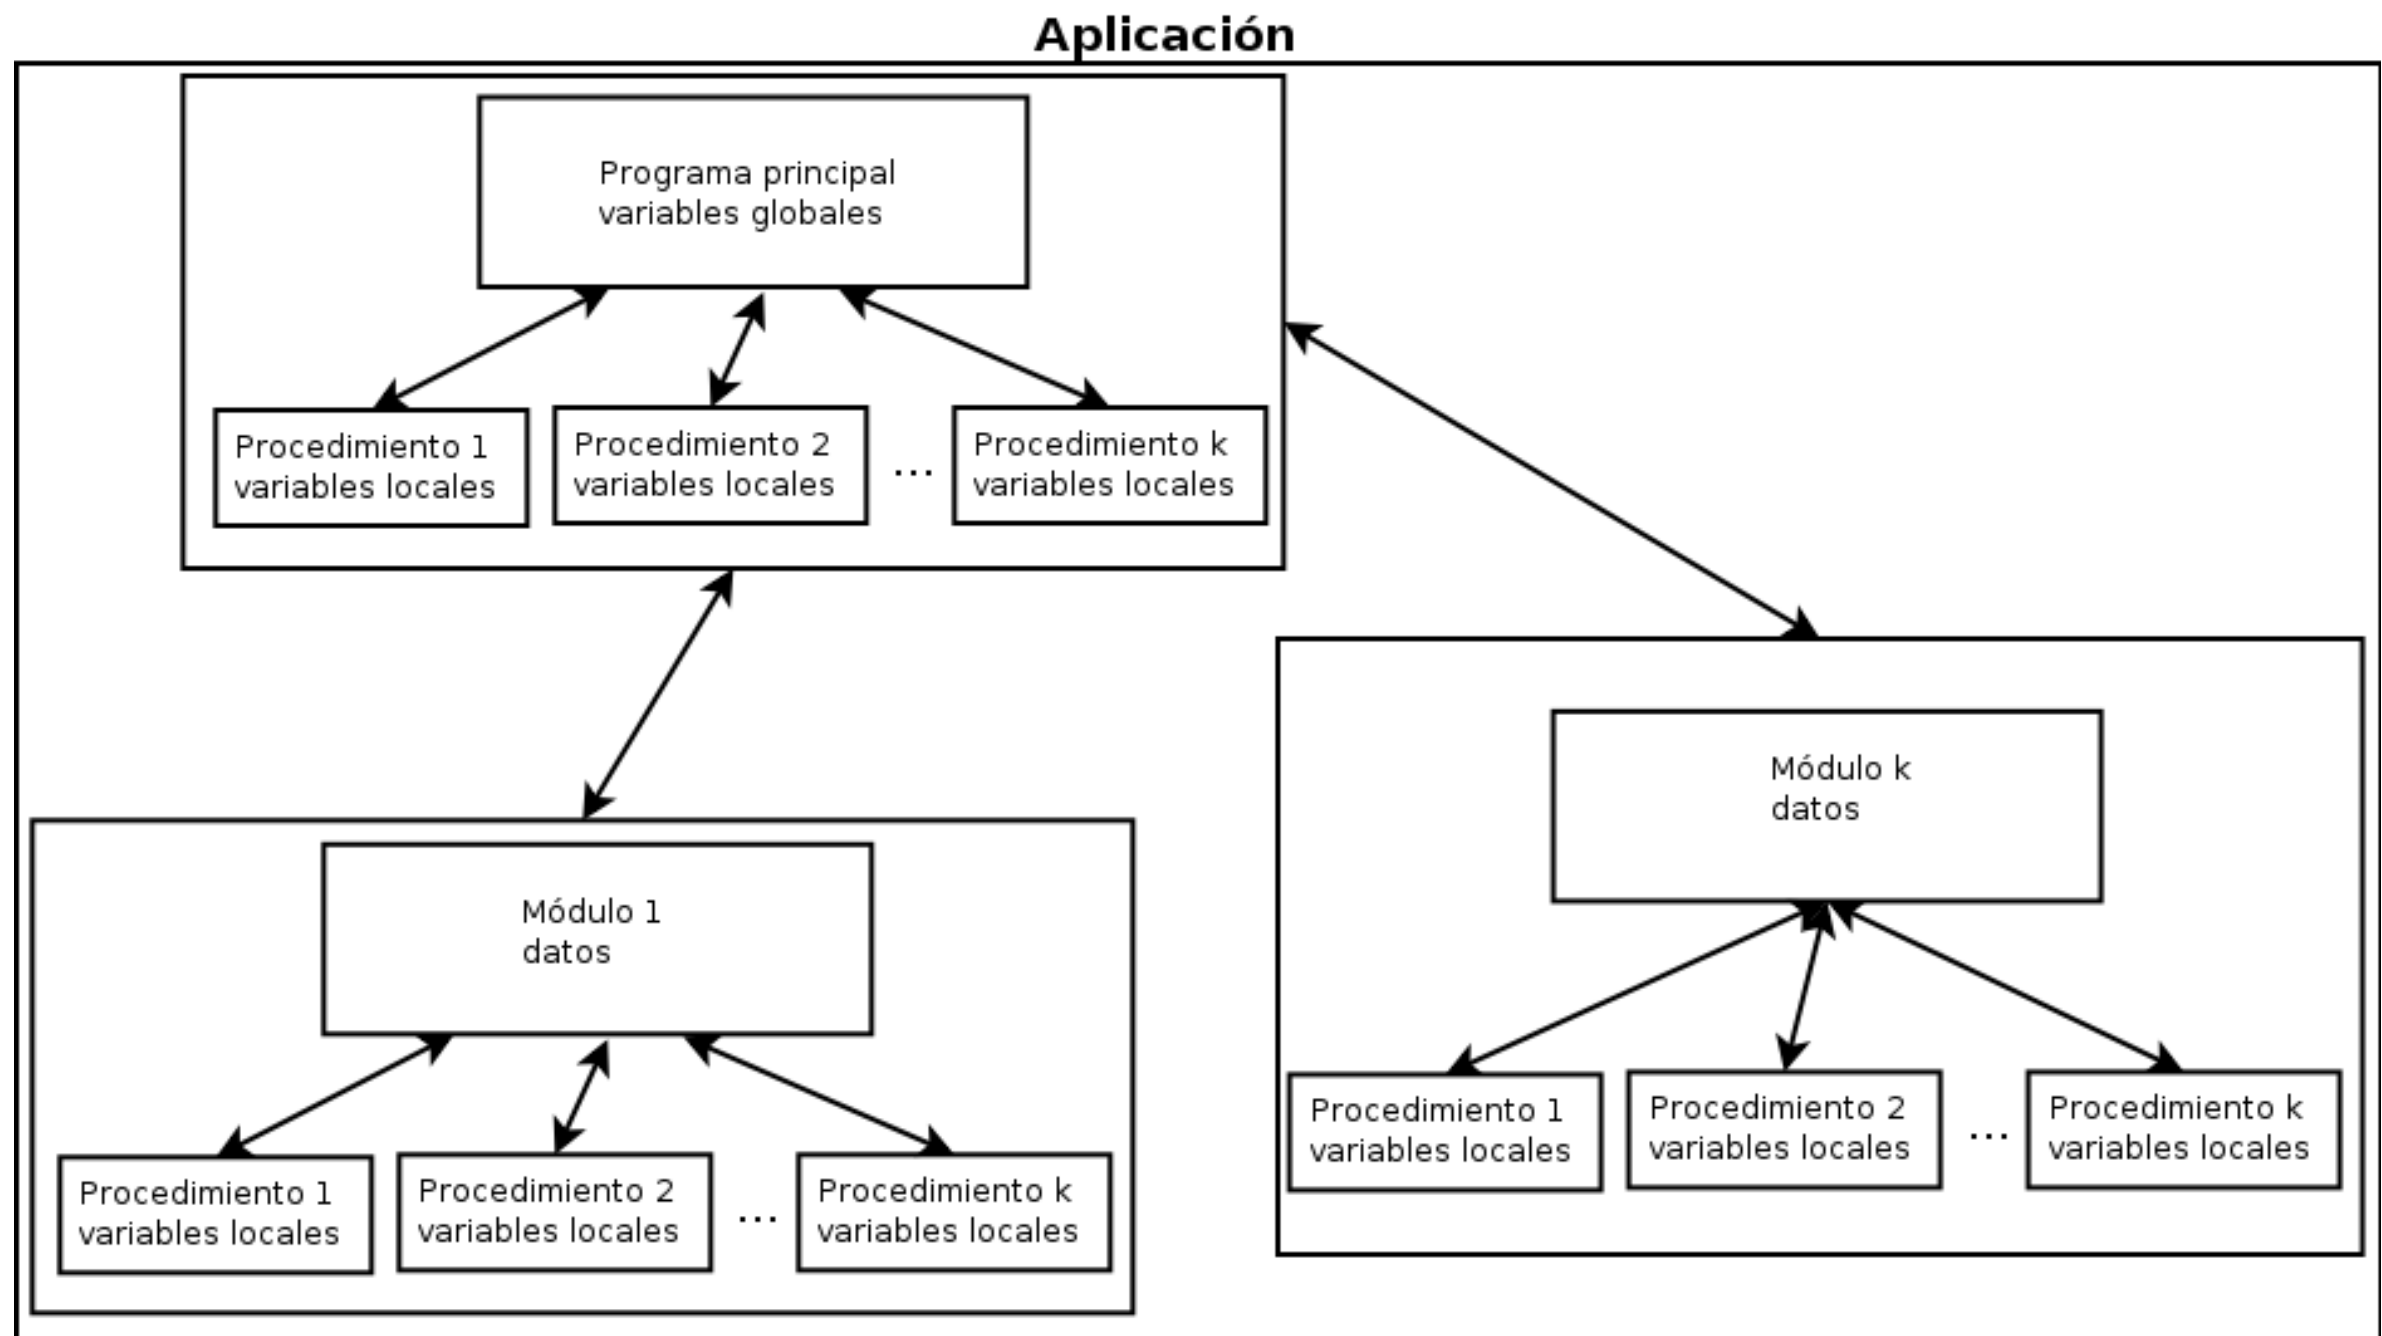 Aplicación
Programa principal
variables globales
Procedimiento 1
variables locales
Procedimiento 2
variables locales
...
Procedimiento k
variables locales
Módulo k
datos
Módulo 1
datos
Procedimiento 1
variables locales
Procedimiento 2
variables locales
...
Procedimiento k
variables locales
Procedimiento 1
variables locales
Procedimiento 2
variables locales
...
Procedimiento k
variables locales